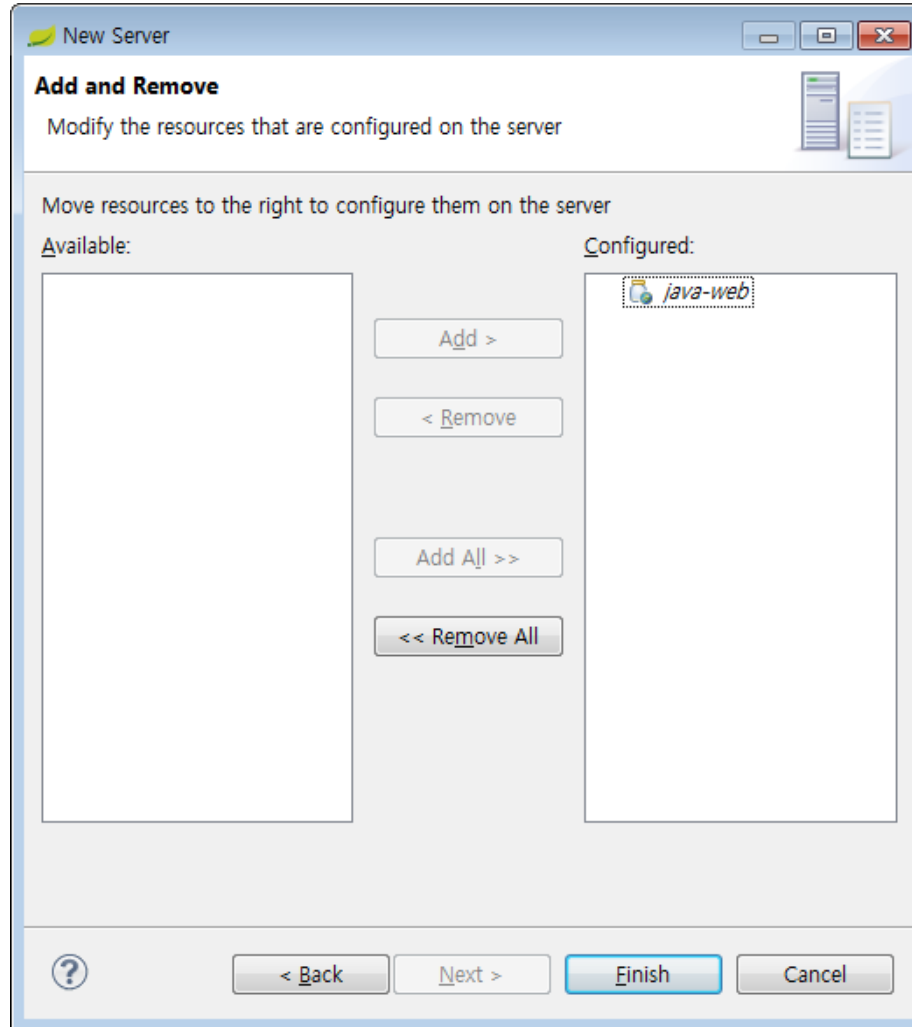 New Server
Add and Remove
Modify the resources that are configured on the server
Move resources to the right to configure them on the server
Available:
Configured:
java-web
Add >
< Remove
Add All >>
<< Remove All
?
< Back
Next >
Finish
Cancel